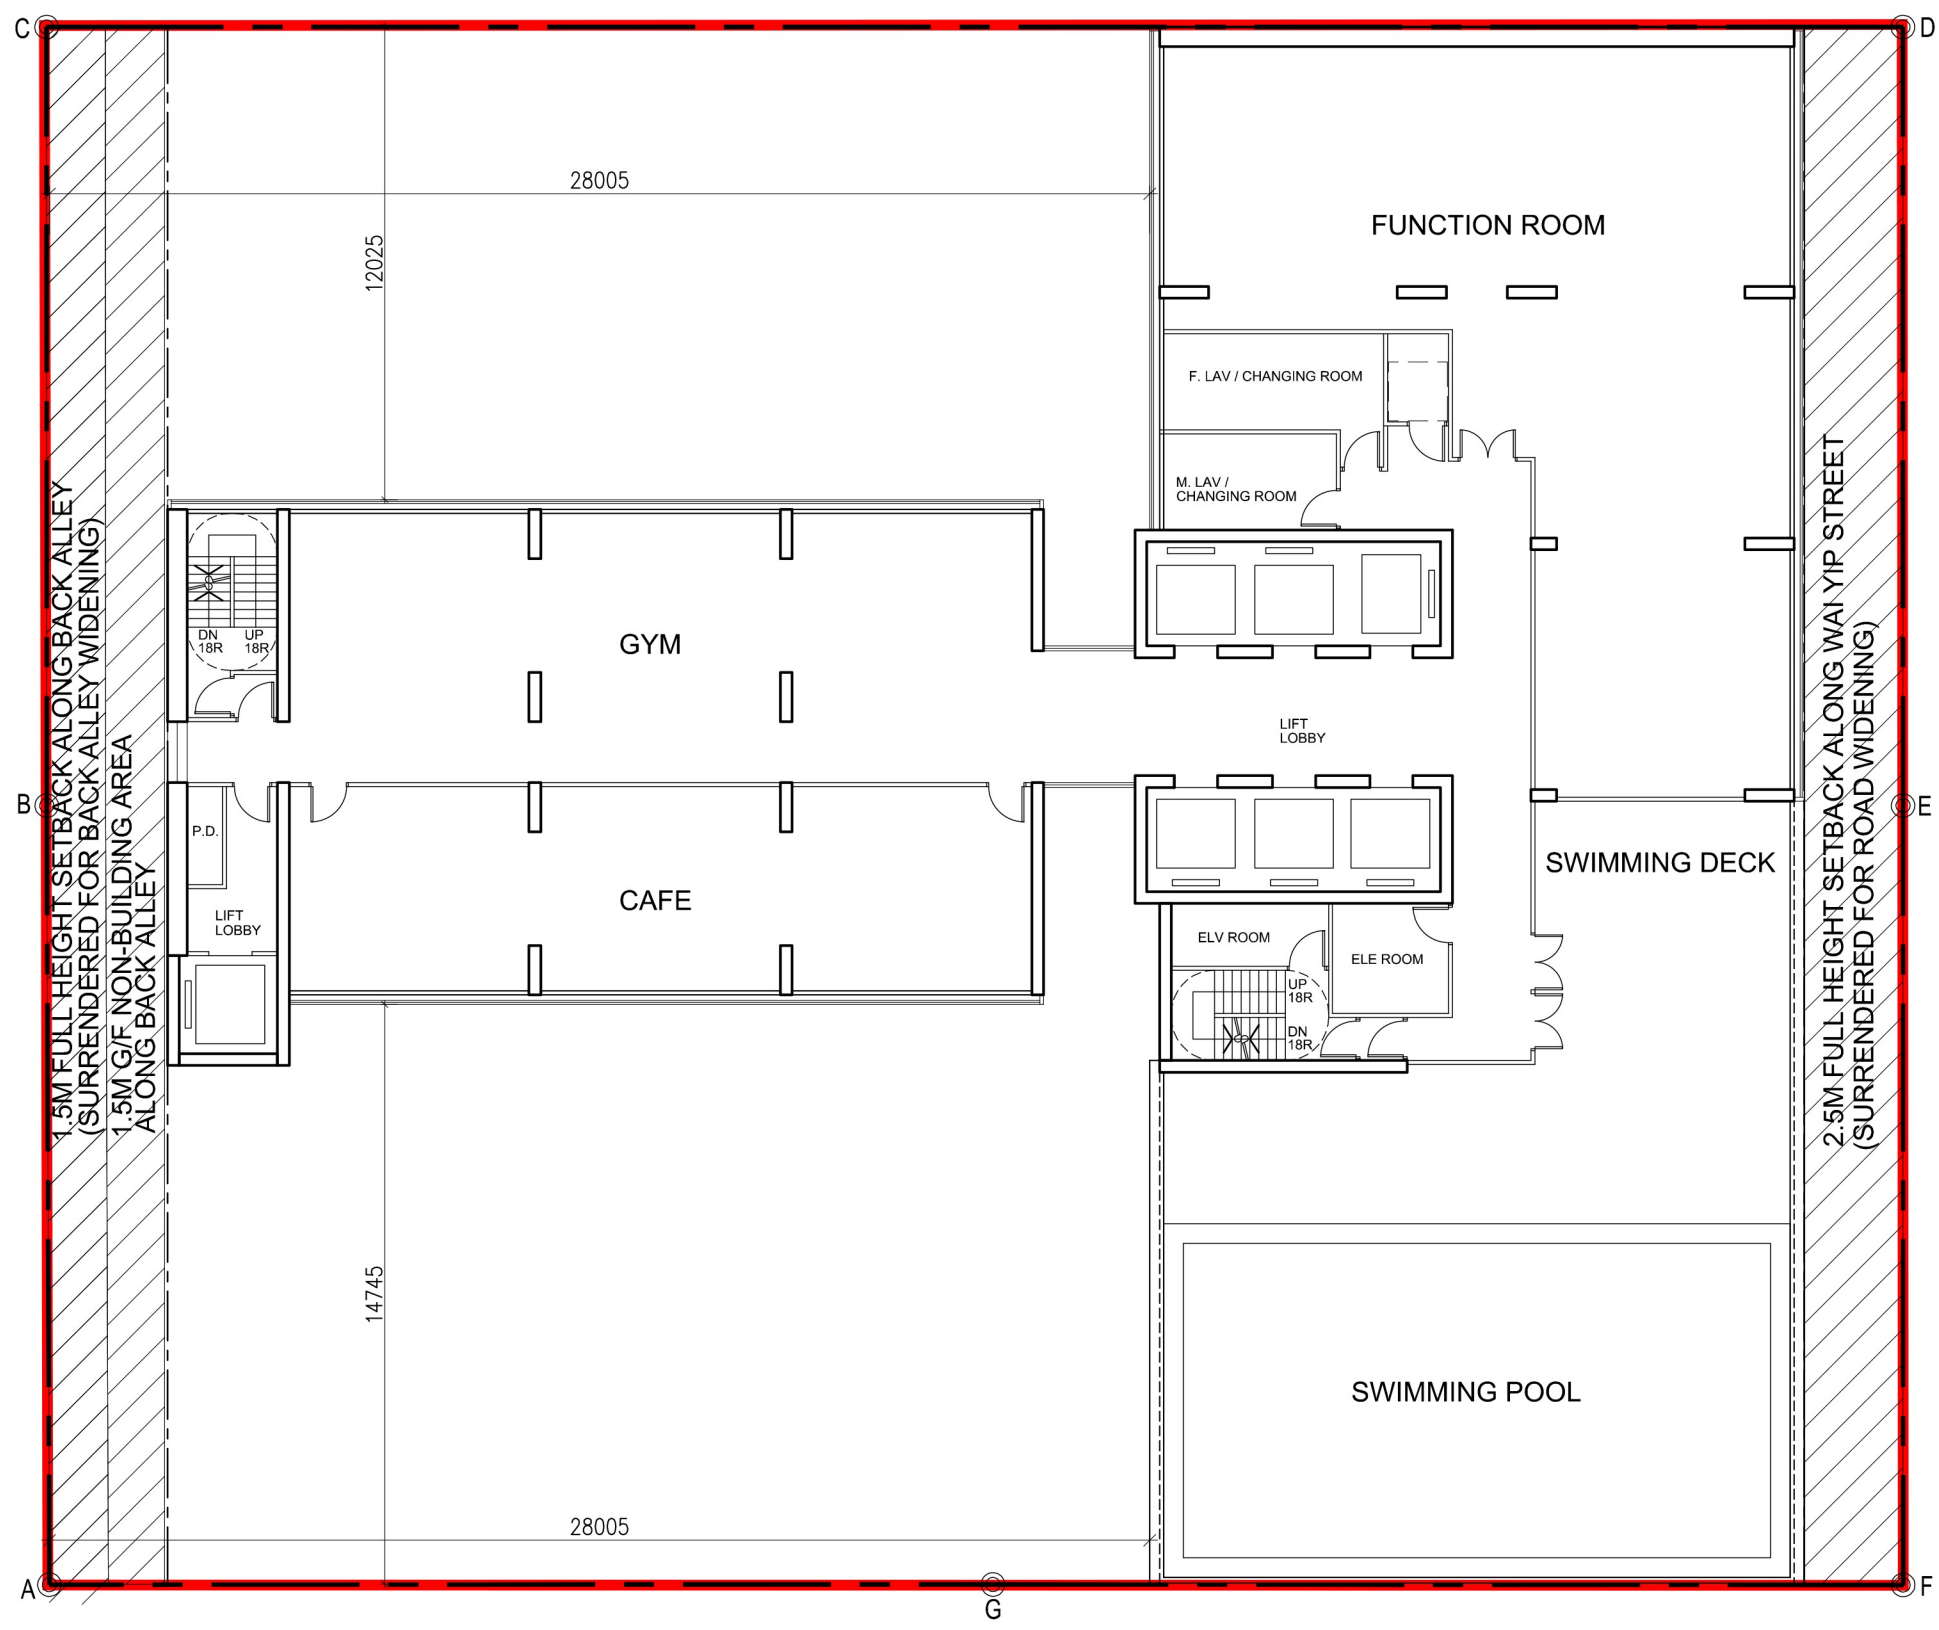 C
D
28005
12025
FUNCTION ROOM
F. LAV / CHANGING ROOM
M. LAV /
CHANGING ROOM
DN
18R
UP
18R
GYM
LIFT
LOBBY
B
E
P.D.
LIFT
LOBBY
CAFE
SWIMMING DECK
ELV ROOM
ELE ROOM
UP
18R
DN
18R
1.5M FULL HEIGHT SETBACK ALONG BACK ALLEY
(SURRENDERED FOR BACK ALLEY WIDENING)
1.5M G/F NON-BUILDING AREA
ALONG BACK ALLEY
2.5M FULL HEIGHT SETBACK ALONG WAI YIP STREET
(SURRENDERED FOR ROAD WIDENING)
14745
SWIMMING POOL
28005
A
G
F